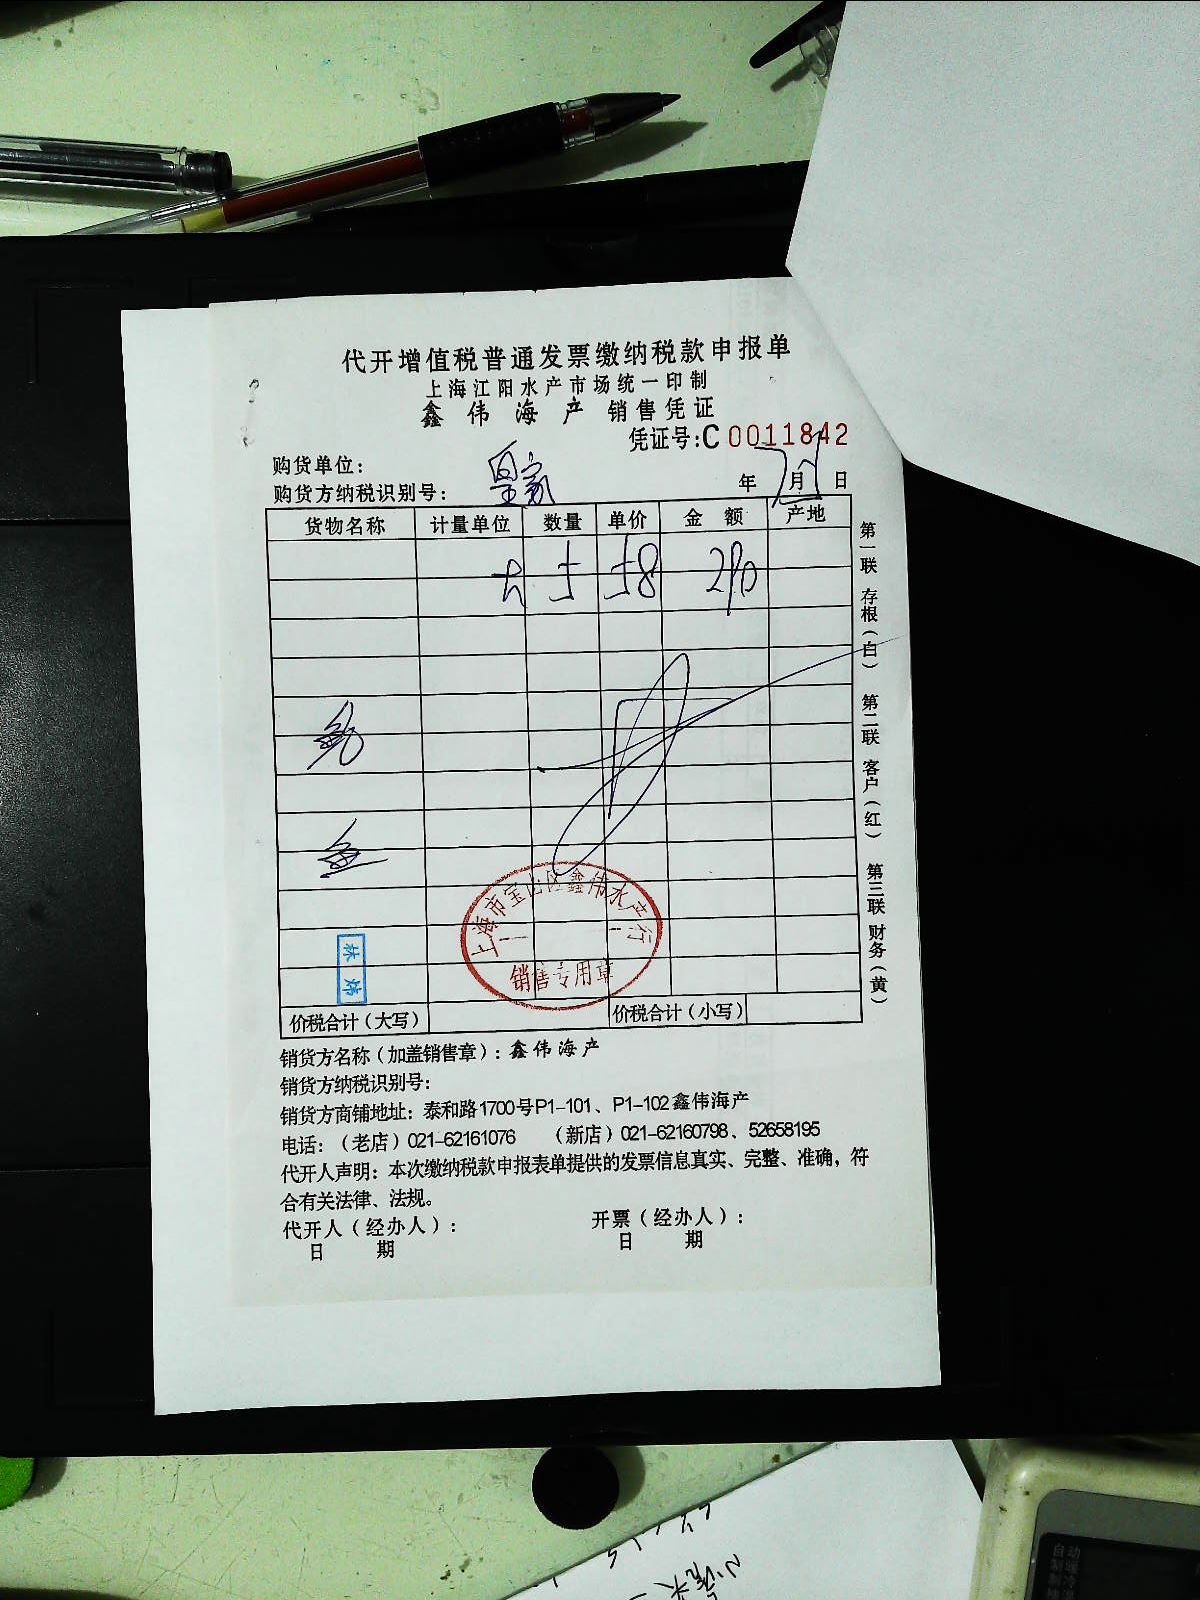 代开增值税普通发票缴纳税款申报单
上海江阳水产市场统一印制
鑫伟海产 销售凭证
凭证号:C 0011842
购货单位:
皇家
购货方纳税识别号:
年7月1日
货物名称 计量单位 数量 单价 金额 产地
5 58 290
鲍
鱼
上海市宝山区鑫伟水产行
销售专用章
林炜
价税合计(大写) 价税合计(小写)
第一联 存根(白) 第二联 客户(红) 第三联 财务(黄)
销货方名称(加盖销售章):鑫伟海产
销货方纳税识别号:
销货方商铺地址:泰和路1700号P1-101、P1-102鑫伟海产
电话:(老店)021-62161076 (新店)021-62160798、52658195
代开人声明:本次缴纳税款申报表单提供的发票信息真实、完整、准确,符
合有关法律、法规。
代开人(经办人): 开票(经办人):
日期 日期